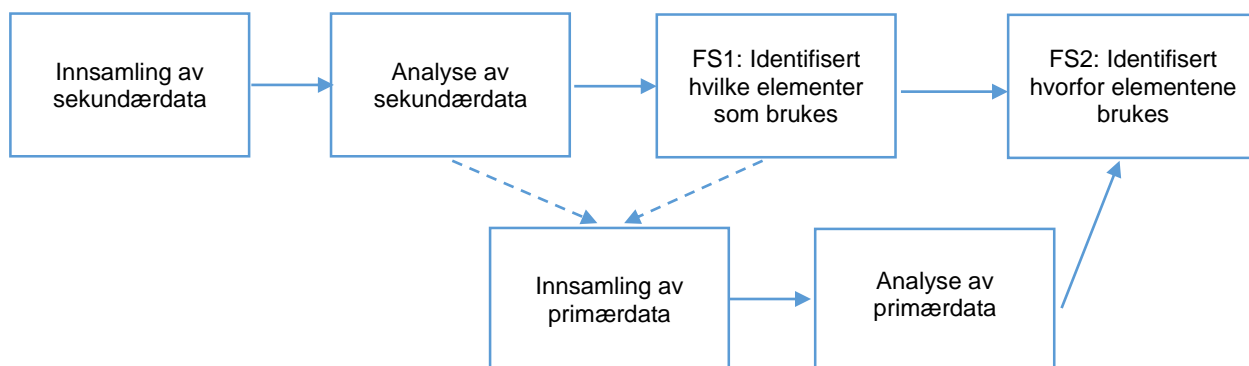 Innsamling av
sekundærdata
Analyse av
sekundærdata
FS1: Identifisert
hvilke elementer
som brukes
FS2: Identifisert
hvorfor elementene
brukes
Innsamling av
primærdata
Analyse av
primærdata